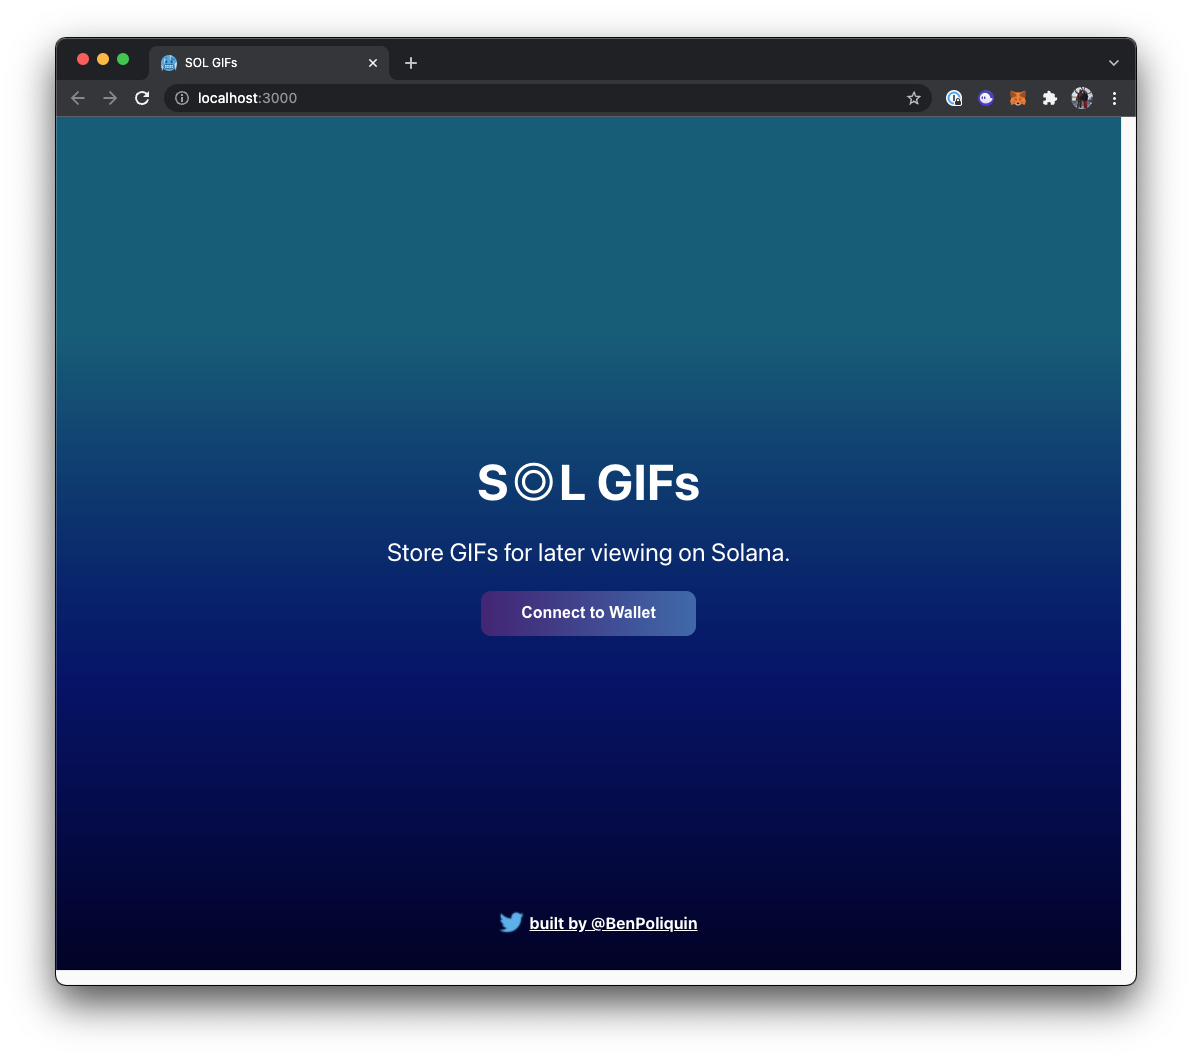 SOL GIFs
localhost:3000
S◎L GIFs
Store GIFs for later viewing on Solana.
Connect to Wallet
built by @BenPoliquin